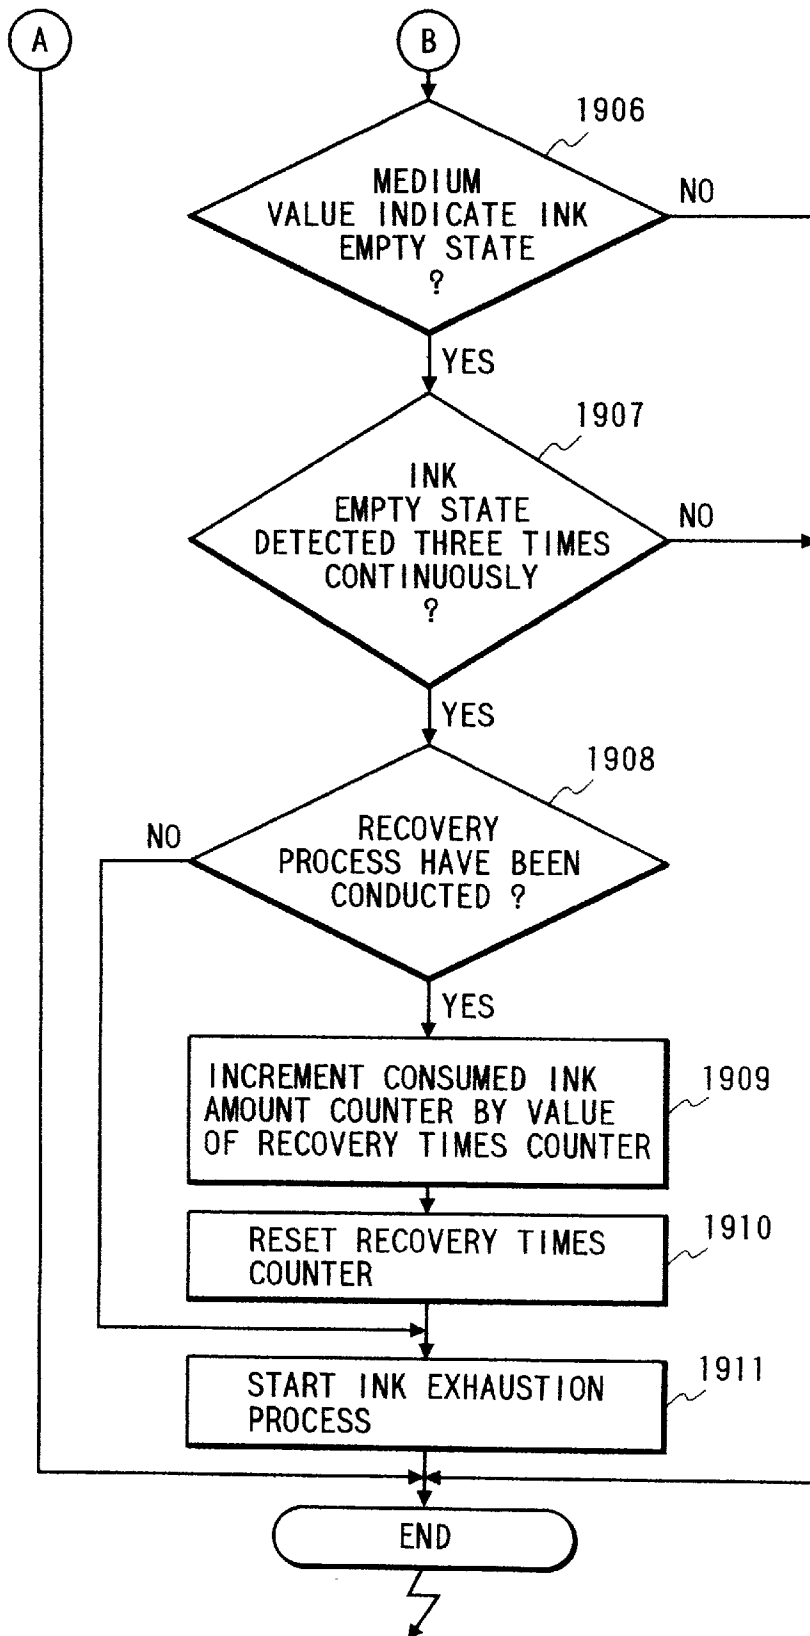 A
B
1906
MEDIUM
VALUE INDICATE INK
EMPTY STATE
?
NO
YES
1907
INK
EMPTY STATE
DETECTED THREE TIMES
CONTINUOUSLY
?
NO
YES
1908
NO
RECOVERY
PROCESS HAVE BEEN
CONDUCTED ?
YES
1909
INCREMENT CONSUMED INK
AMOUNT COUNTER BY VALUE
OF RECOVERY TIMES COUNTER
1910
RESET RECOVERY TIMES
COUNTER
1911
START INK EXHAUSTION
PROCESS
END